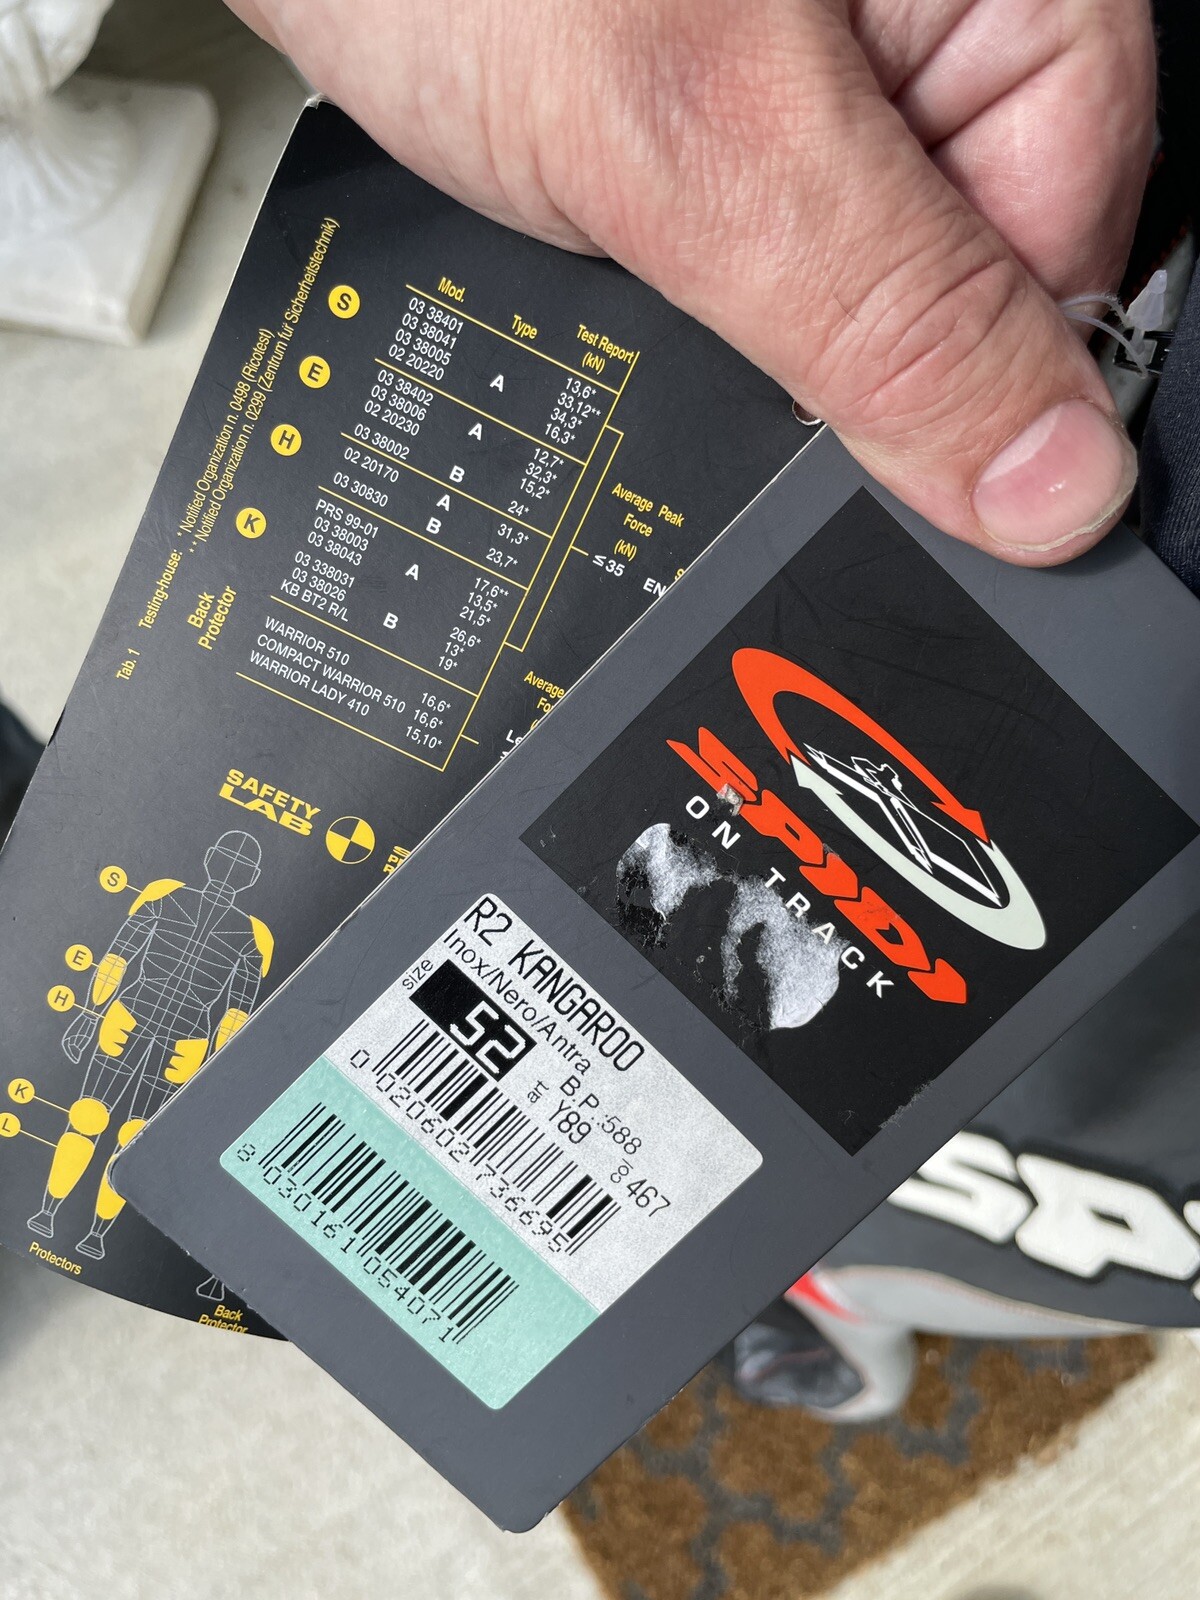 *Notified Organization n. 0498 (Ricotest)
**Notified Organization n. 0299 (Zentrum für Sicherheitstechnik)
Testing-house:
Tab. 1
Mod. Type Test Report (kN)
S
03 38401 13,6*
03 38041 33,12**
03 38005 A 34,3*
02 20220 16,3*
E
03 38402 12,7*
03 38006 A 32,3*
02 20230 15,2*
03 38002 B 24*
H
02 20170 A 31,3*
03 30830 B 23,7*
K
PRS 99-01 17,6**
03 38003 A 13,5*
03 38043 21,5*
03 338031 26,6*
03 38026 B 13*
KB BT2 R/L 19*
Back
Protector
WARRIOR 510 16,6*
COMPACT WARRIOR 510 16,6*
WARRIOR LADY 410 15,10*
Average Peak
Force
(kN)
≤35 EN
Average
SAFETY
LAB
S
E
H
K
L
Protectors
Back
Protector
SPIDI
ON TRACK
R2 KANGAROO
Inox/Nero/Antra
size
52
B.P.:588
art Y89 8467
0 020602 736695
8 030161 054071